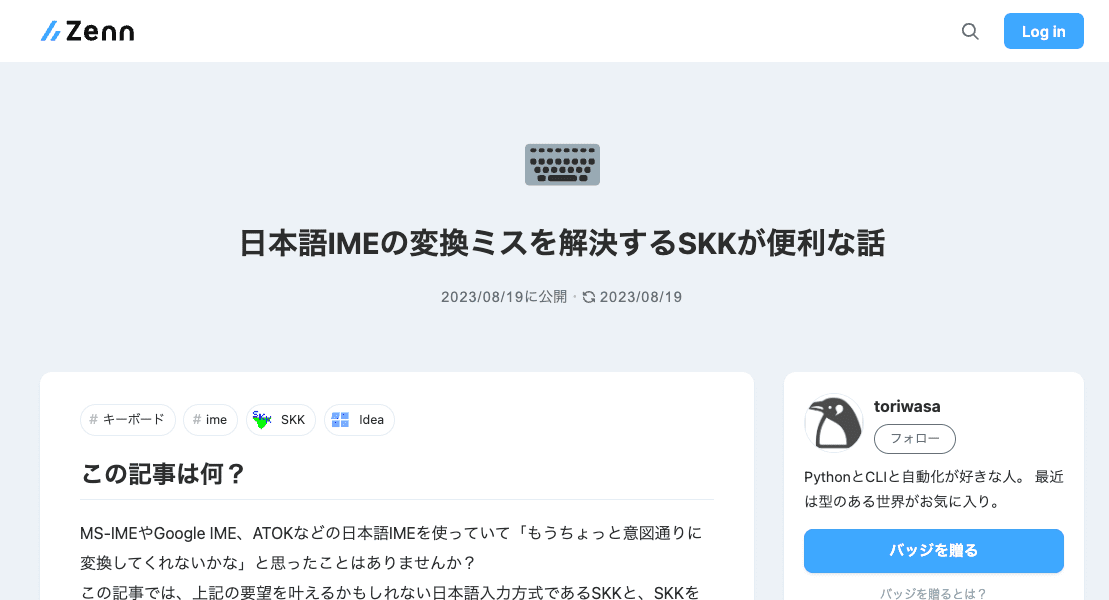 Zenn
Log in
日本語IMEの変換ミスを解決するSKKが便利な話
2023/08/19に公開・2023/08/19
# キーボード
# ime
SKK
Idea
この記事は何？
MS-IMEやGoogle IME、ATOKなどの日本語IMEを使っていて「もうちょっと意図通りに
変換してくれないかな」と思ったことはありませんか？
この記事では、上記の要望を叶えるかもしれない日本語入力方式であるSKKと、SKKを
toriwasa
フォロー
PythonとCLIと自動化が好きな人。 最近
は型のある世界がお気に入り。
バッジを贈る
バッジを贈るとは？